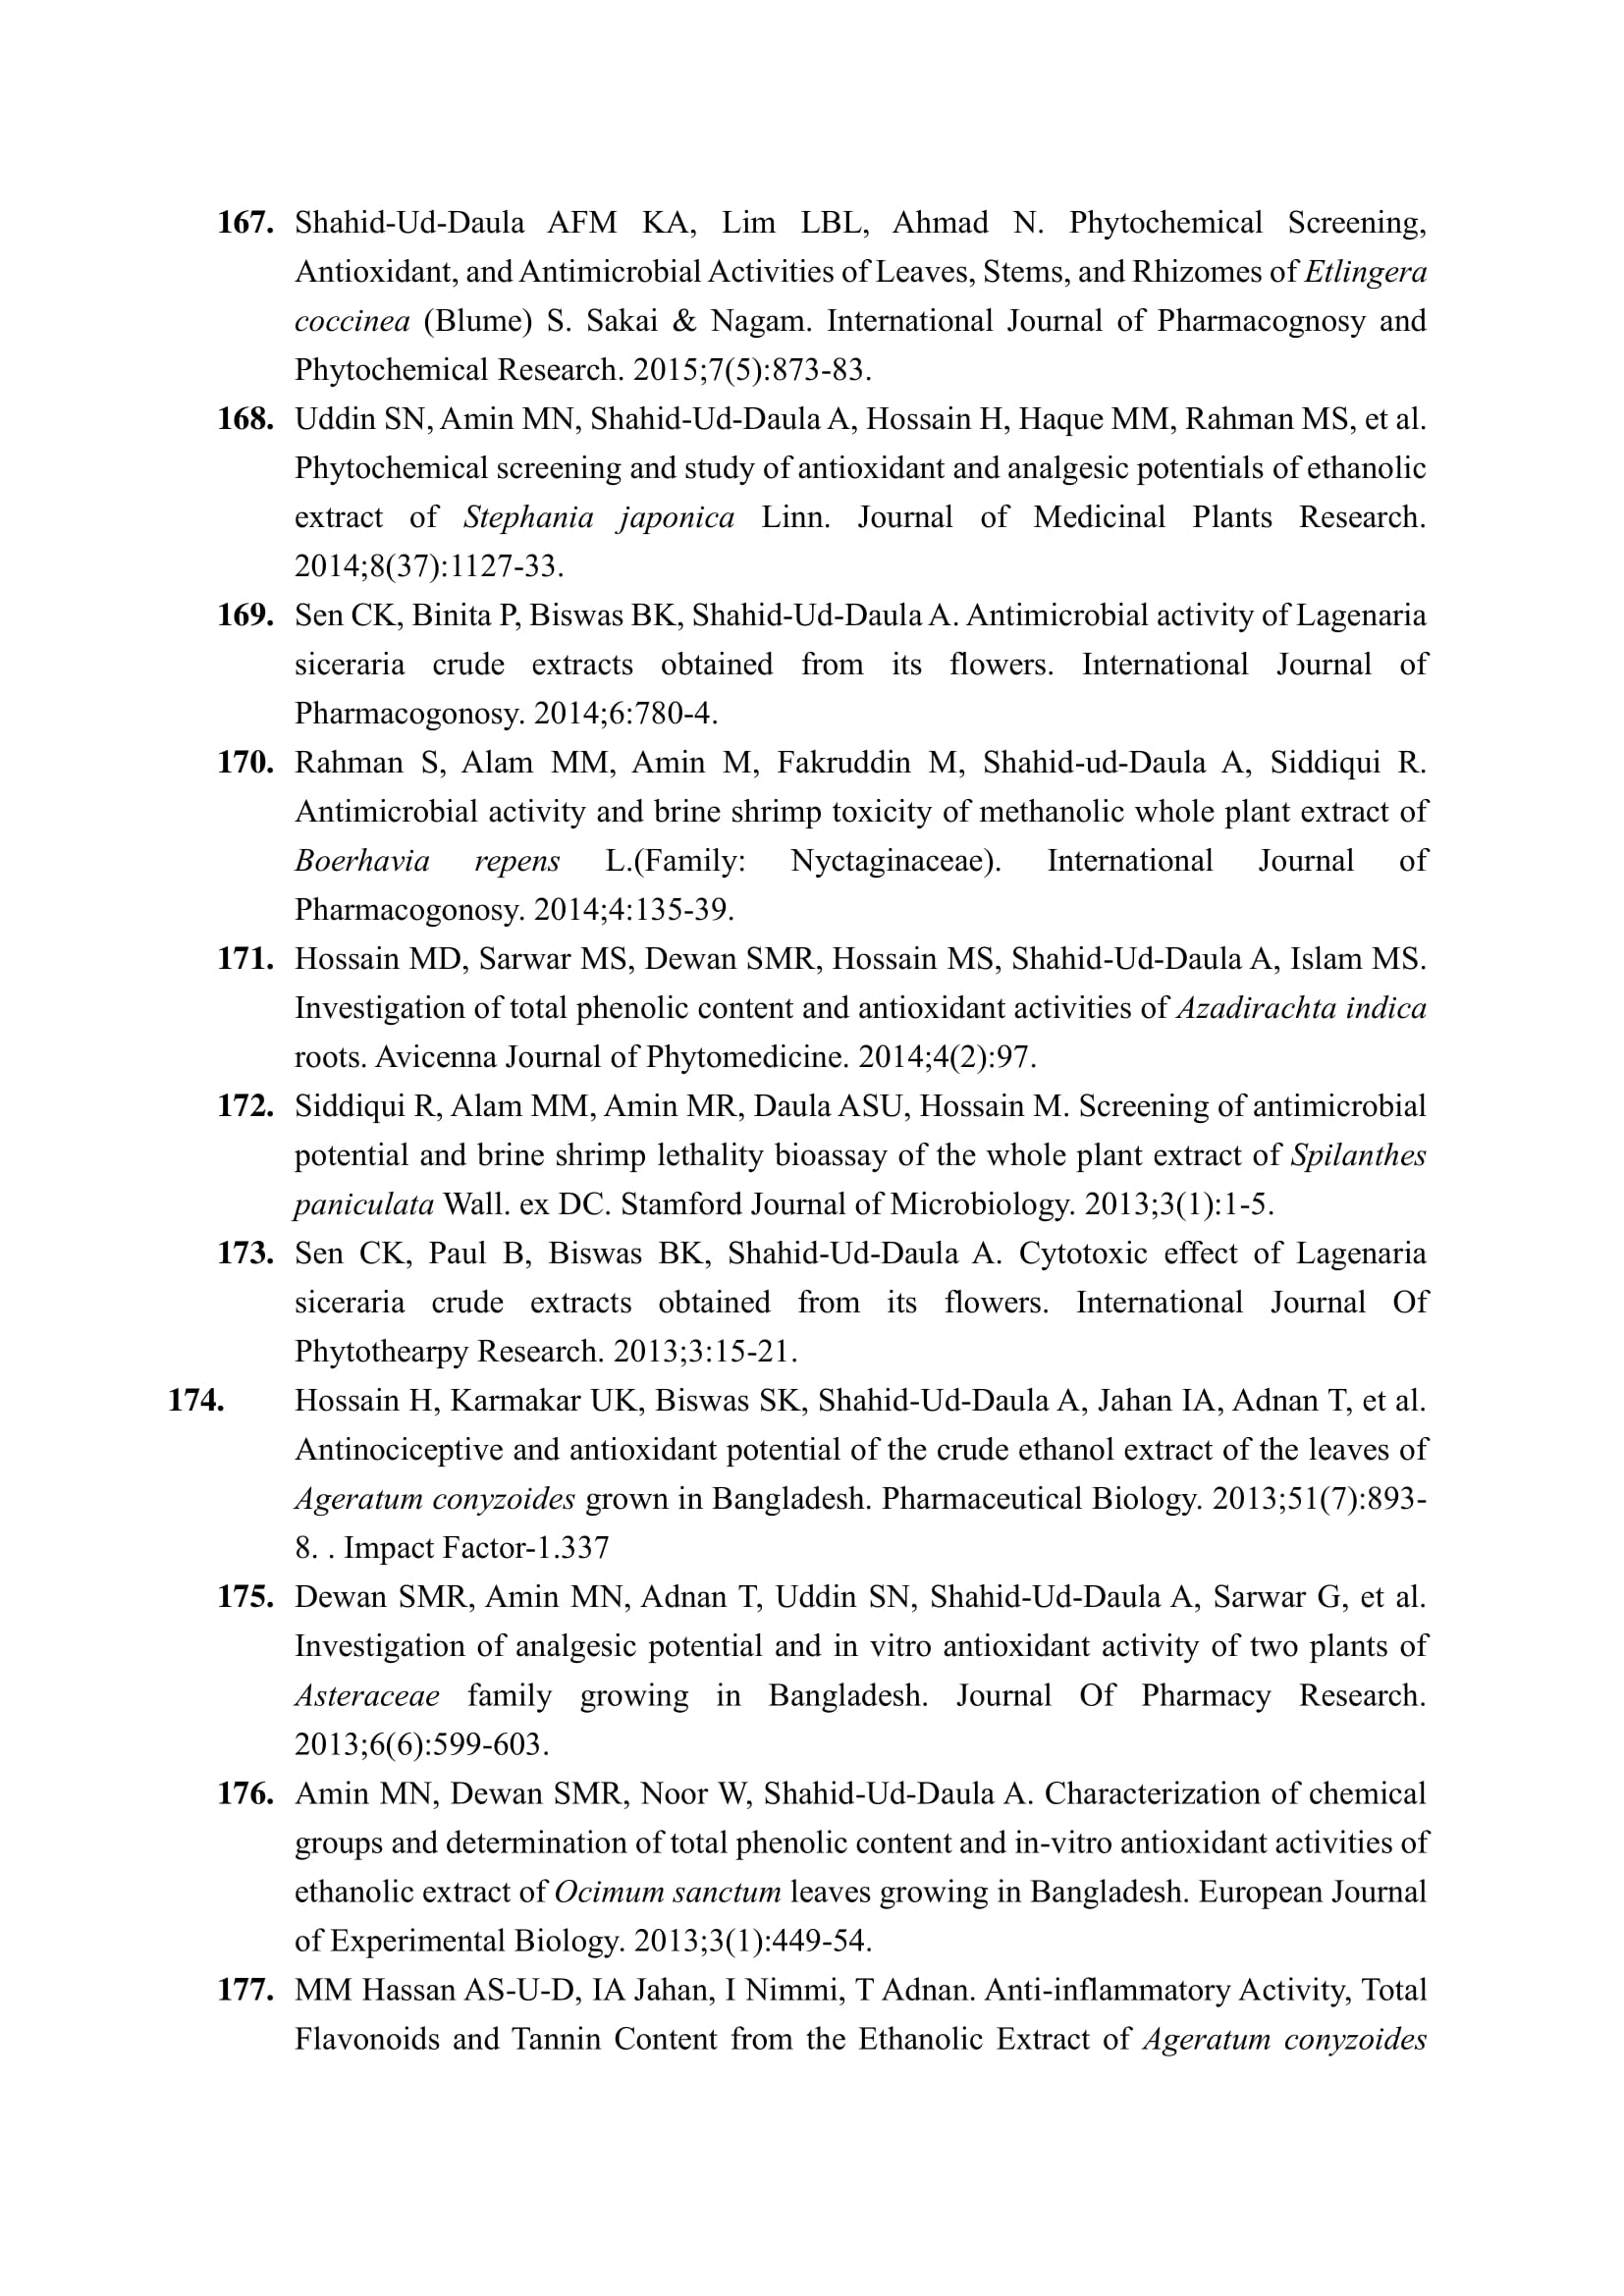 167. Shahid-Ud-Daula AFM KA, Lim LBL, Ahmad N. Phytochemical Screening,
Antioxidant, and Antimicrobial Activities of Leaves, Stems, and Rhizomes of Etlingera
coccinea (Blume) S. Sakai & Nagam. International Journal of Pharmacognosy and
Phytochemical Research. 2015;7(5):873-83.
168. Uddin SN, Amin MN, Shahid-Ud-Daula A, Hossain H, Haque MM, Rahman MS, et al.
Phytochemical screening and study of antioxidant and analgesic potentials of ethanolic
extract of Stephania japonica Linn. Journal of Medicinal Plants Research.
2014;8(37):1127-33.
169. Sen CK, Binita P, Biswas BK, Shahid-Ud-Daula A. Antimicrobial activity of Lagenaria
siceraria crude extracts obtained from its flowers. International Journal of
Pharmacogonosy. 2014;6:780-4.
170. Rahman S, Alam MM, Amin M, Fakruddin M, Shahid-ud-Daula A, Siddiqui R.
Antimicrobial activity and brine shrimp toxicity of methanolic whole plant extract of
Boerhavia repens L.(Family: Nyctaginaceae). International Journal of
Pharmacogonosy. 2014;4:135-39.
171. Hossain MD, Sarwar MS, Dewan SMR, Hossain MS, Shahid-Ud-Daula A, Islam MS.
Investigation of total phenolic content and antioxidant activities of Azadirachta indica
roots. Avicenna Journal of Phytomedicine. 2014;4(2):97.
172. Siddiqui R, Alam MM, Amin MR, Daula ASU, Hossain M. Screening of antimicrobial
potential and brine shrimp lethality bioassay of the whole plant extract of Spilanthes
paniculata Wall. ex DC. Stamford Journal of Microbiology. 2013;3(1):1-5.
173. Sen CK, Paul B, Biswas BK, Shahid-Ud-Daula A. Cytotoxic effect of Lagenaria
siceraria crude extracts obtained from its flowers. International Journal Of
Phytothearpy Research. 2013;3:15-21.
174. Hossain H, Karmakar UK, Biswas SK, Shahid-Ud-Daula A, Jahan IA, Adnan T, et al.
Antinociceptive and antioxidant potential of the crude ethanol extract of the leaves of
Ageratum conyzoides grown in Bangladesh. Pharmaceutical Biology. 2013;51(7):893-
8. . Impact Factor-1.337
175. Dewan SMR, Amin MN, Adnan T, Uddin SN, Shahid-Ud-Daula A, Sarwar G, et al.
Investigation of analgesic potential and in vitro antioxidant activity of two plants of
Asteraceae family growing in Bangladesh. Journal Of Pharmacy Research.
2013;6(6):599-603.
176. Amin MN, Dewan SMR, Noor W, Shahid-Ud-Daula A. Characterization of chemical
groups and determination of total phenolic content and in-vitro antioxidant activities of
ethanolic extract of Ocimum sanctum leaves growing in Bangladesh. European Journal
of Experimental Biology. 2013;3(1):449-54.
177. MM Hassan AS-U-D, IA Jahan, I Nimmi, T Adnan. Anti-inflammatory Activity, Total
Flavonoids and Tannin Content from the Ethanolic Extract of Ageratum conyzoides